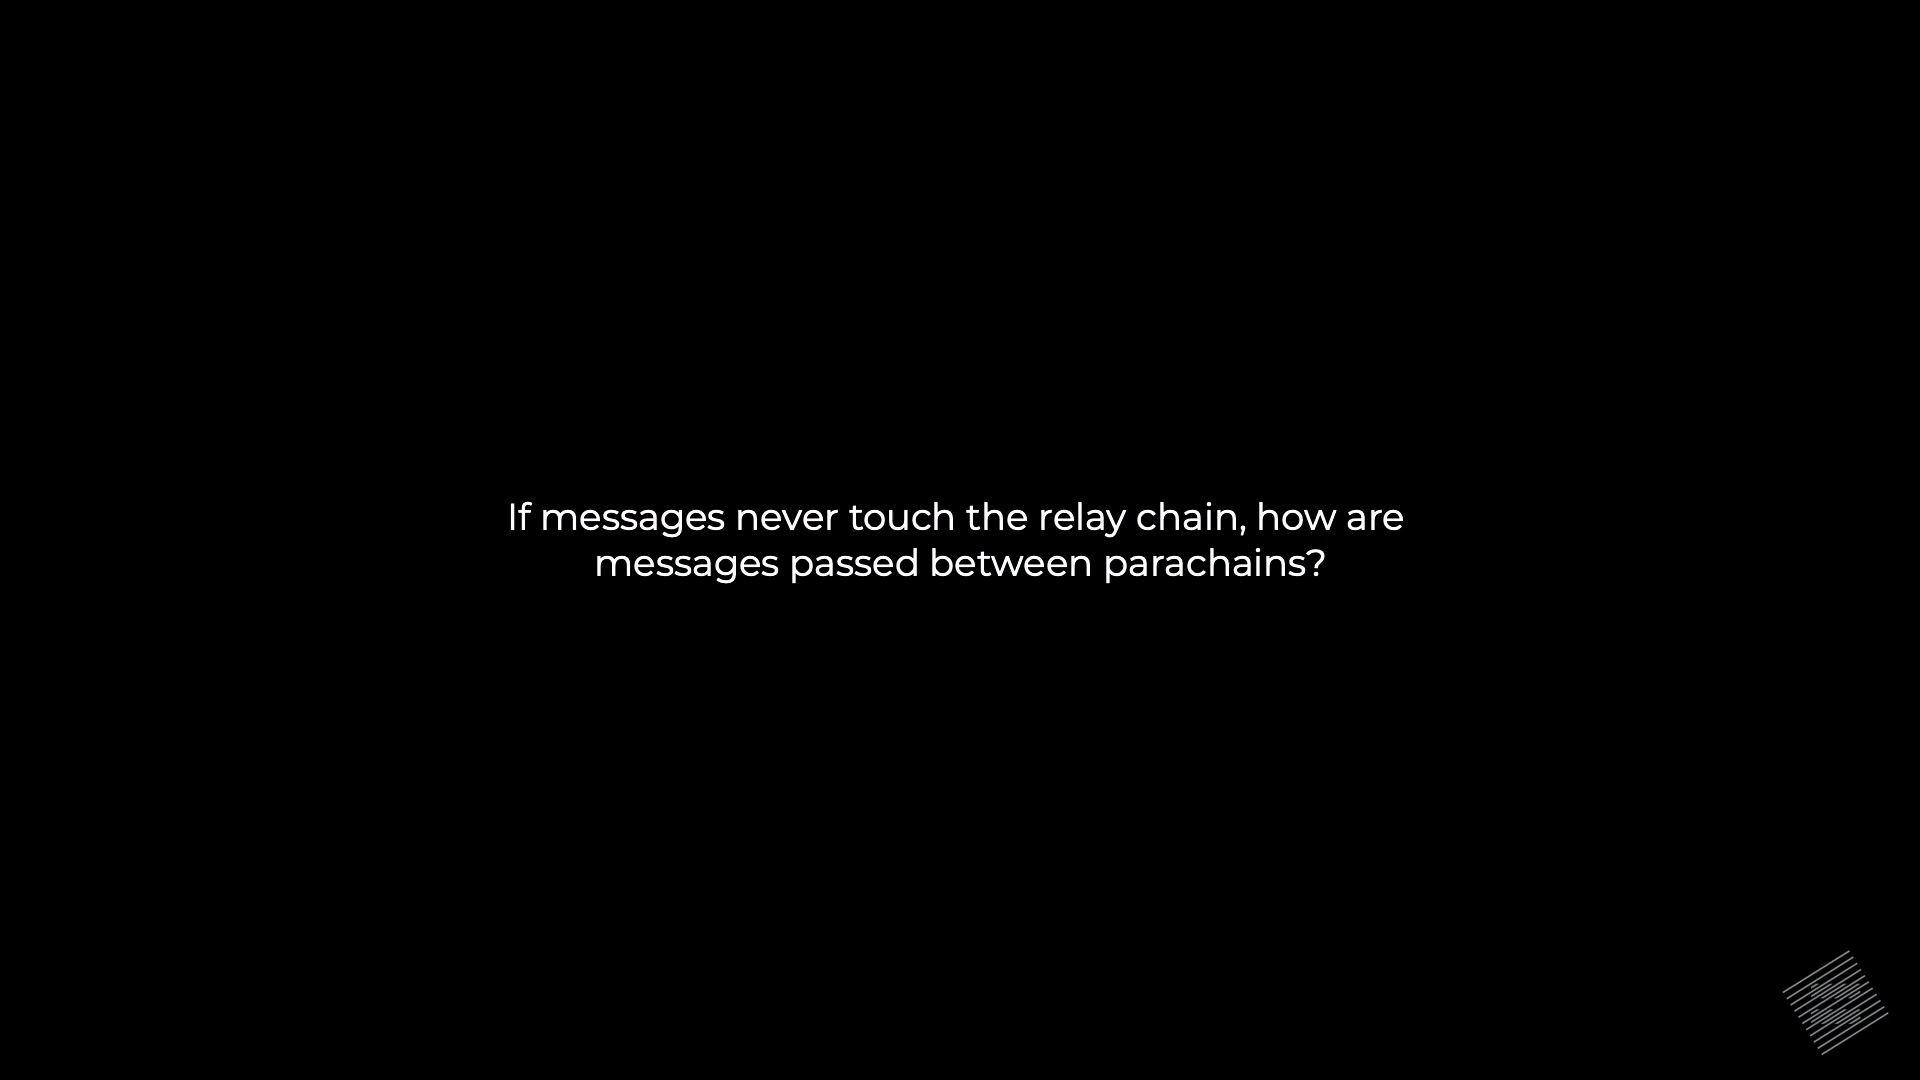 If messages never touch the relay chain, how are
messages passed between parachains?